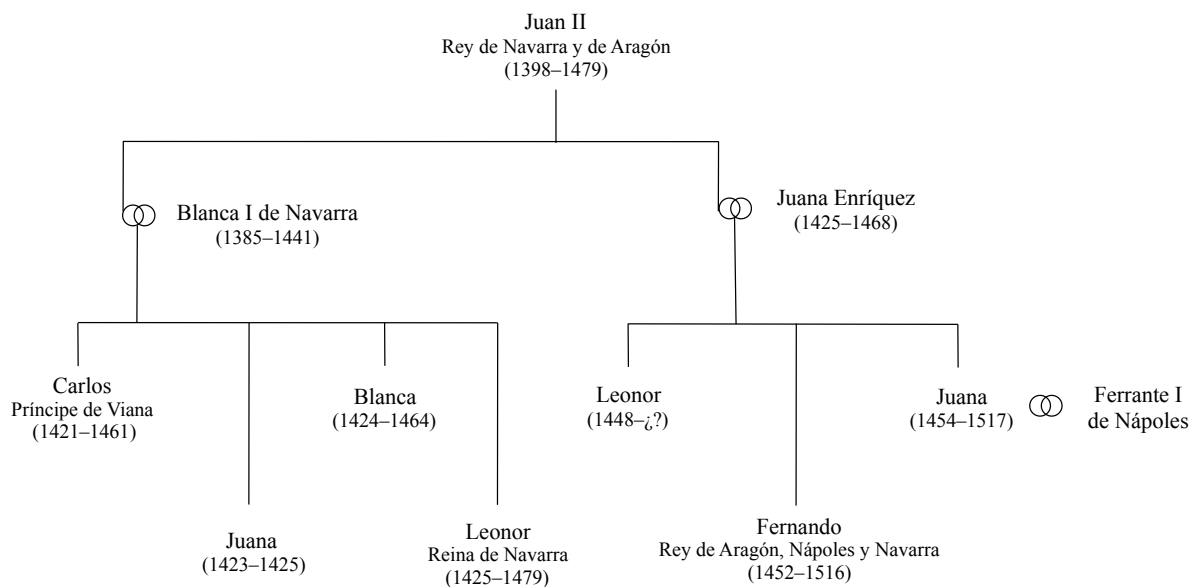 Juan II
Rey de Navarra y de Aragón
(1398–1479)
Blanca I de Navarra
(1385–1441)
Juana Enríquez
(1425–1468)
Carlos
Príncipe de Viana
(1421–1461)
Juana
(1423–1425)
Blanca
(1424–1464)
Leonor
Reina de Navarra
(1425–1479)
Leonor
(1448–¿?
Fernando
Rey de Aragón, Nápoles y Navarra
(1452–1516)
Juana
(1454–1517)
Ferrante I
de Nápoles